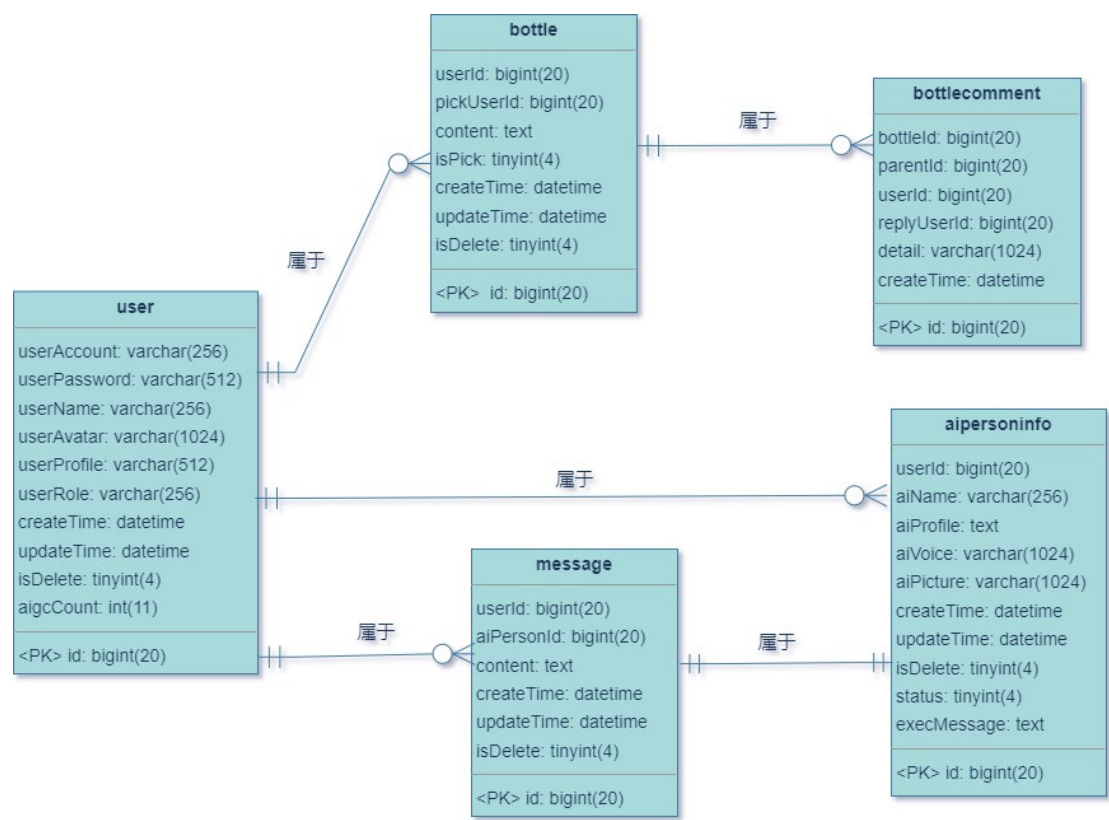 bottle
userId: bigint(20)
pickUserId: bigint(20)
content: text
isPick: tinyint(4)
createTime: datetime
updateTime: datetime
isDelete: tinyint(4)
<PK> id: bigint(20)
属于
bottlecomment
bottleId: bigint(20)
parentId: bigint(20)
userId: bigint(20)
replyUserId: bigint(20)
detail: varchar(1024)
createTime: datetime
<PK> id: bigint(20)
属于
user
userAccount: varchar(256)
userPassword: varchar(512)
userName: varchar(256)
userAvatar: varchar(1024)
userProfile: varchar(512)
userRole: varchar(256)
createTime: datetime
updateTime: datetime
isDelete: tinyint(4)
aigcCount: int(11)
<PK> id: bigint(20)
属于
aipersoninfo
userId: bigint(20)
aiName: varchar(256)
aiProfile: text
aiVoice: varchar(1024)
aiPicture: varchar(1024)
createTime: datetime
updateTime: datetime
isDelete: tinyint(4)
status: tinyint(4)
execMessage: text
<PK> id: bigint(20)
属于
message
userId: bigint(20)
aiPersonId: bigint(20)
content: text
createTime: datetime
updateTime: datetime
isDelete: tinyint(4)
<PK> id: bigint(20)
属于